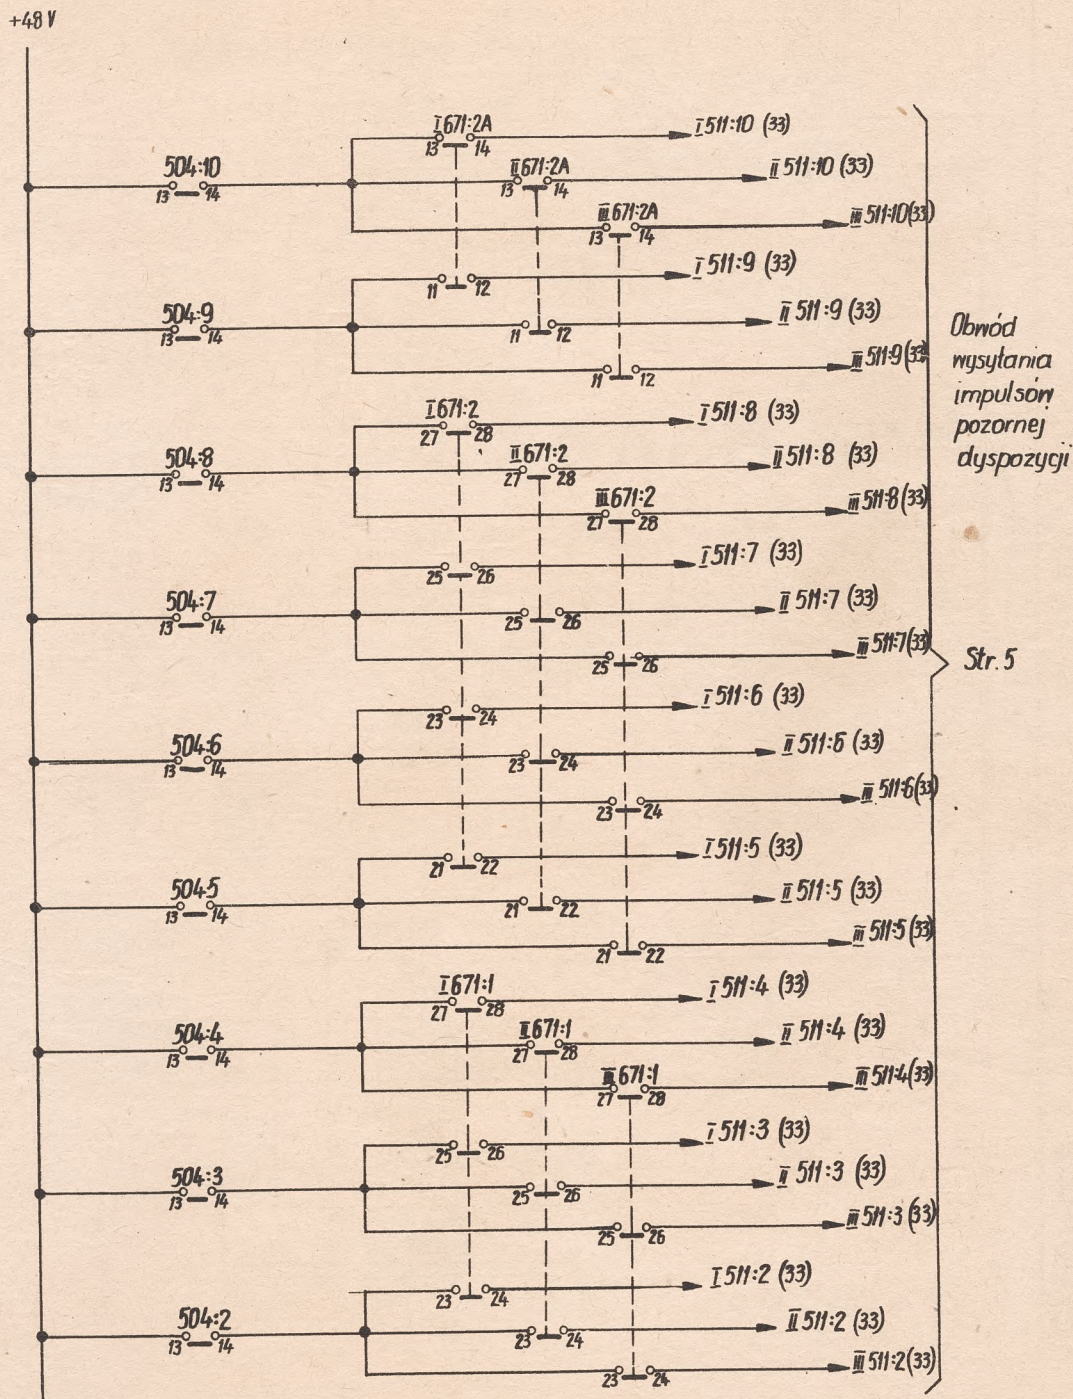 +48 V
I 671:2A
I 511:10 (33)
13 14
504:10
II 671:2A
II 511:10 (33)
13 14
13 14
III 671:2A
III 511:10 (33)
13 14
I 511:9 (33)
11 12
504:9
II 511:9 (33)
13 14
11 12
III 511:9 (33)
11 12
Obwód
wysyłania
impulsów
pozornej
dyspozycji
I 671:2
I 511:8 (33)
27 28
504:8
II 671:2
II 511:8 (33)
13 14
27 28
III 671:2
III 511:8 (33)
27 28
I 511:7 (33)
25 26
504:7
II 511:7 (33)
13 14
25 26
III 511:7 (33)
25 26
Str. 5
I 511:6 (33)
23 24
504:6
II 511:6 (33)
13 14
23 24
III 511:6 (33)
23 24
I 511:5 (33)
21 22
504:5
II 511:5 (33)
13 14
21 22
III 511:5 (33)
21 22
I 671:1
I 511:4 (33)
27 28
504:4
II 671:1
II 511:4 (33)
13 14
27 28
III 671:1
III 511:4 (33)
27 28
I 511:3 (33)
25 26
504:3
II 511:3 (33)
13 14
25 26
III 511:3 (33)
25 26
I 511:2 (33)
23 24
504:2
II 511:2 (33)
13 14
23 24
III 511:2 (33)
23 24